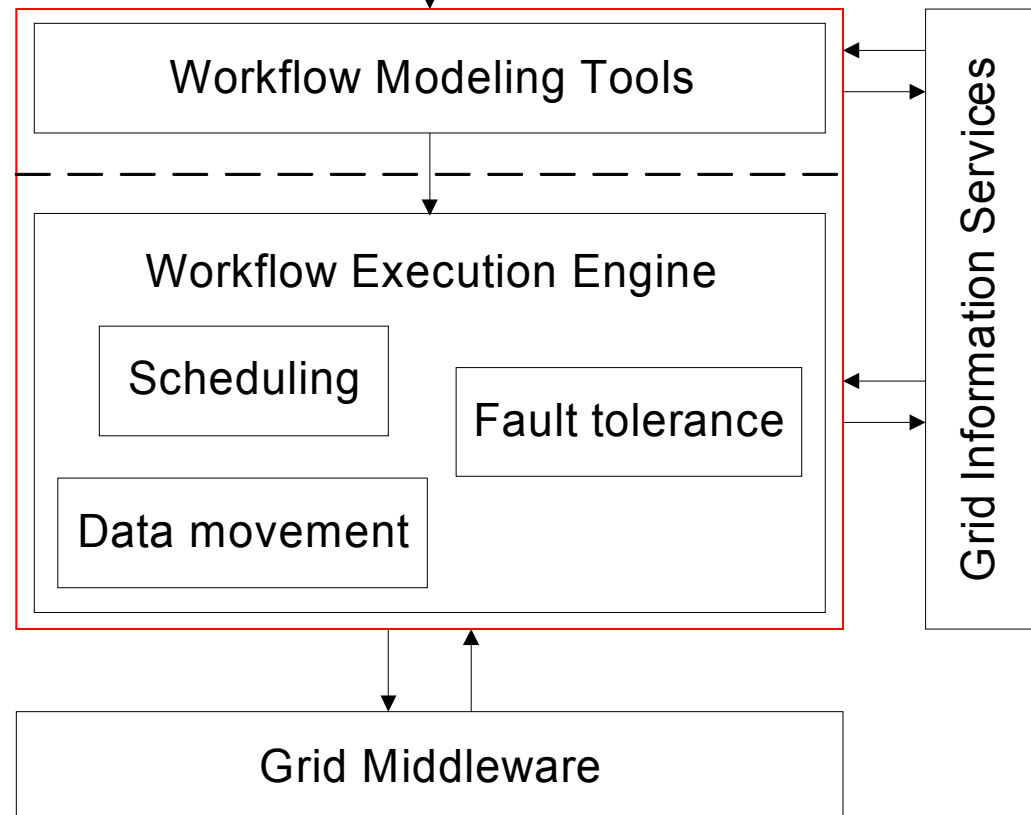 Workflow Modeling Tools
Workflow Execution Engine
Scheduling
Fault tolerance
Data movement
Grid Information Services
Grid Middleware